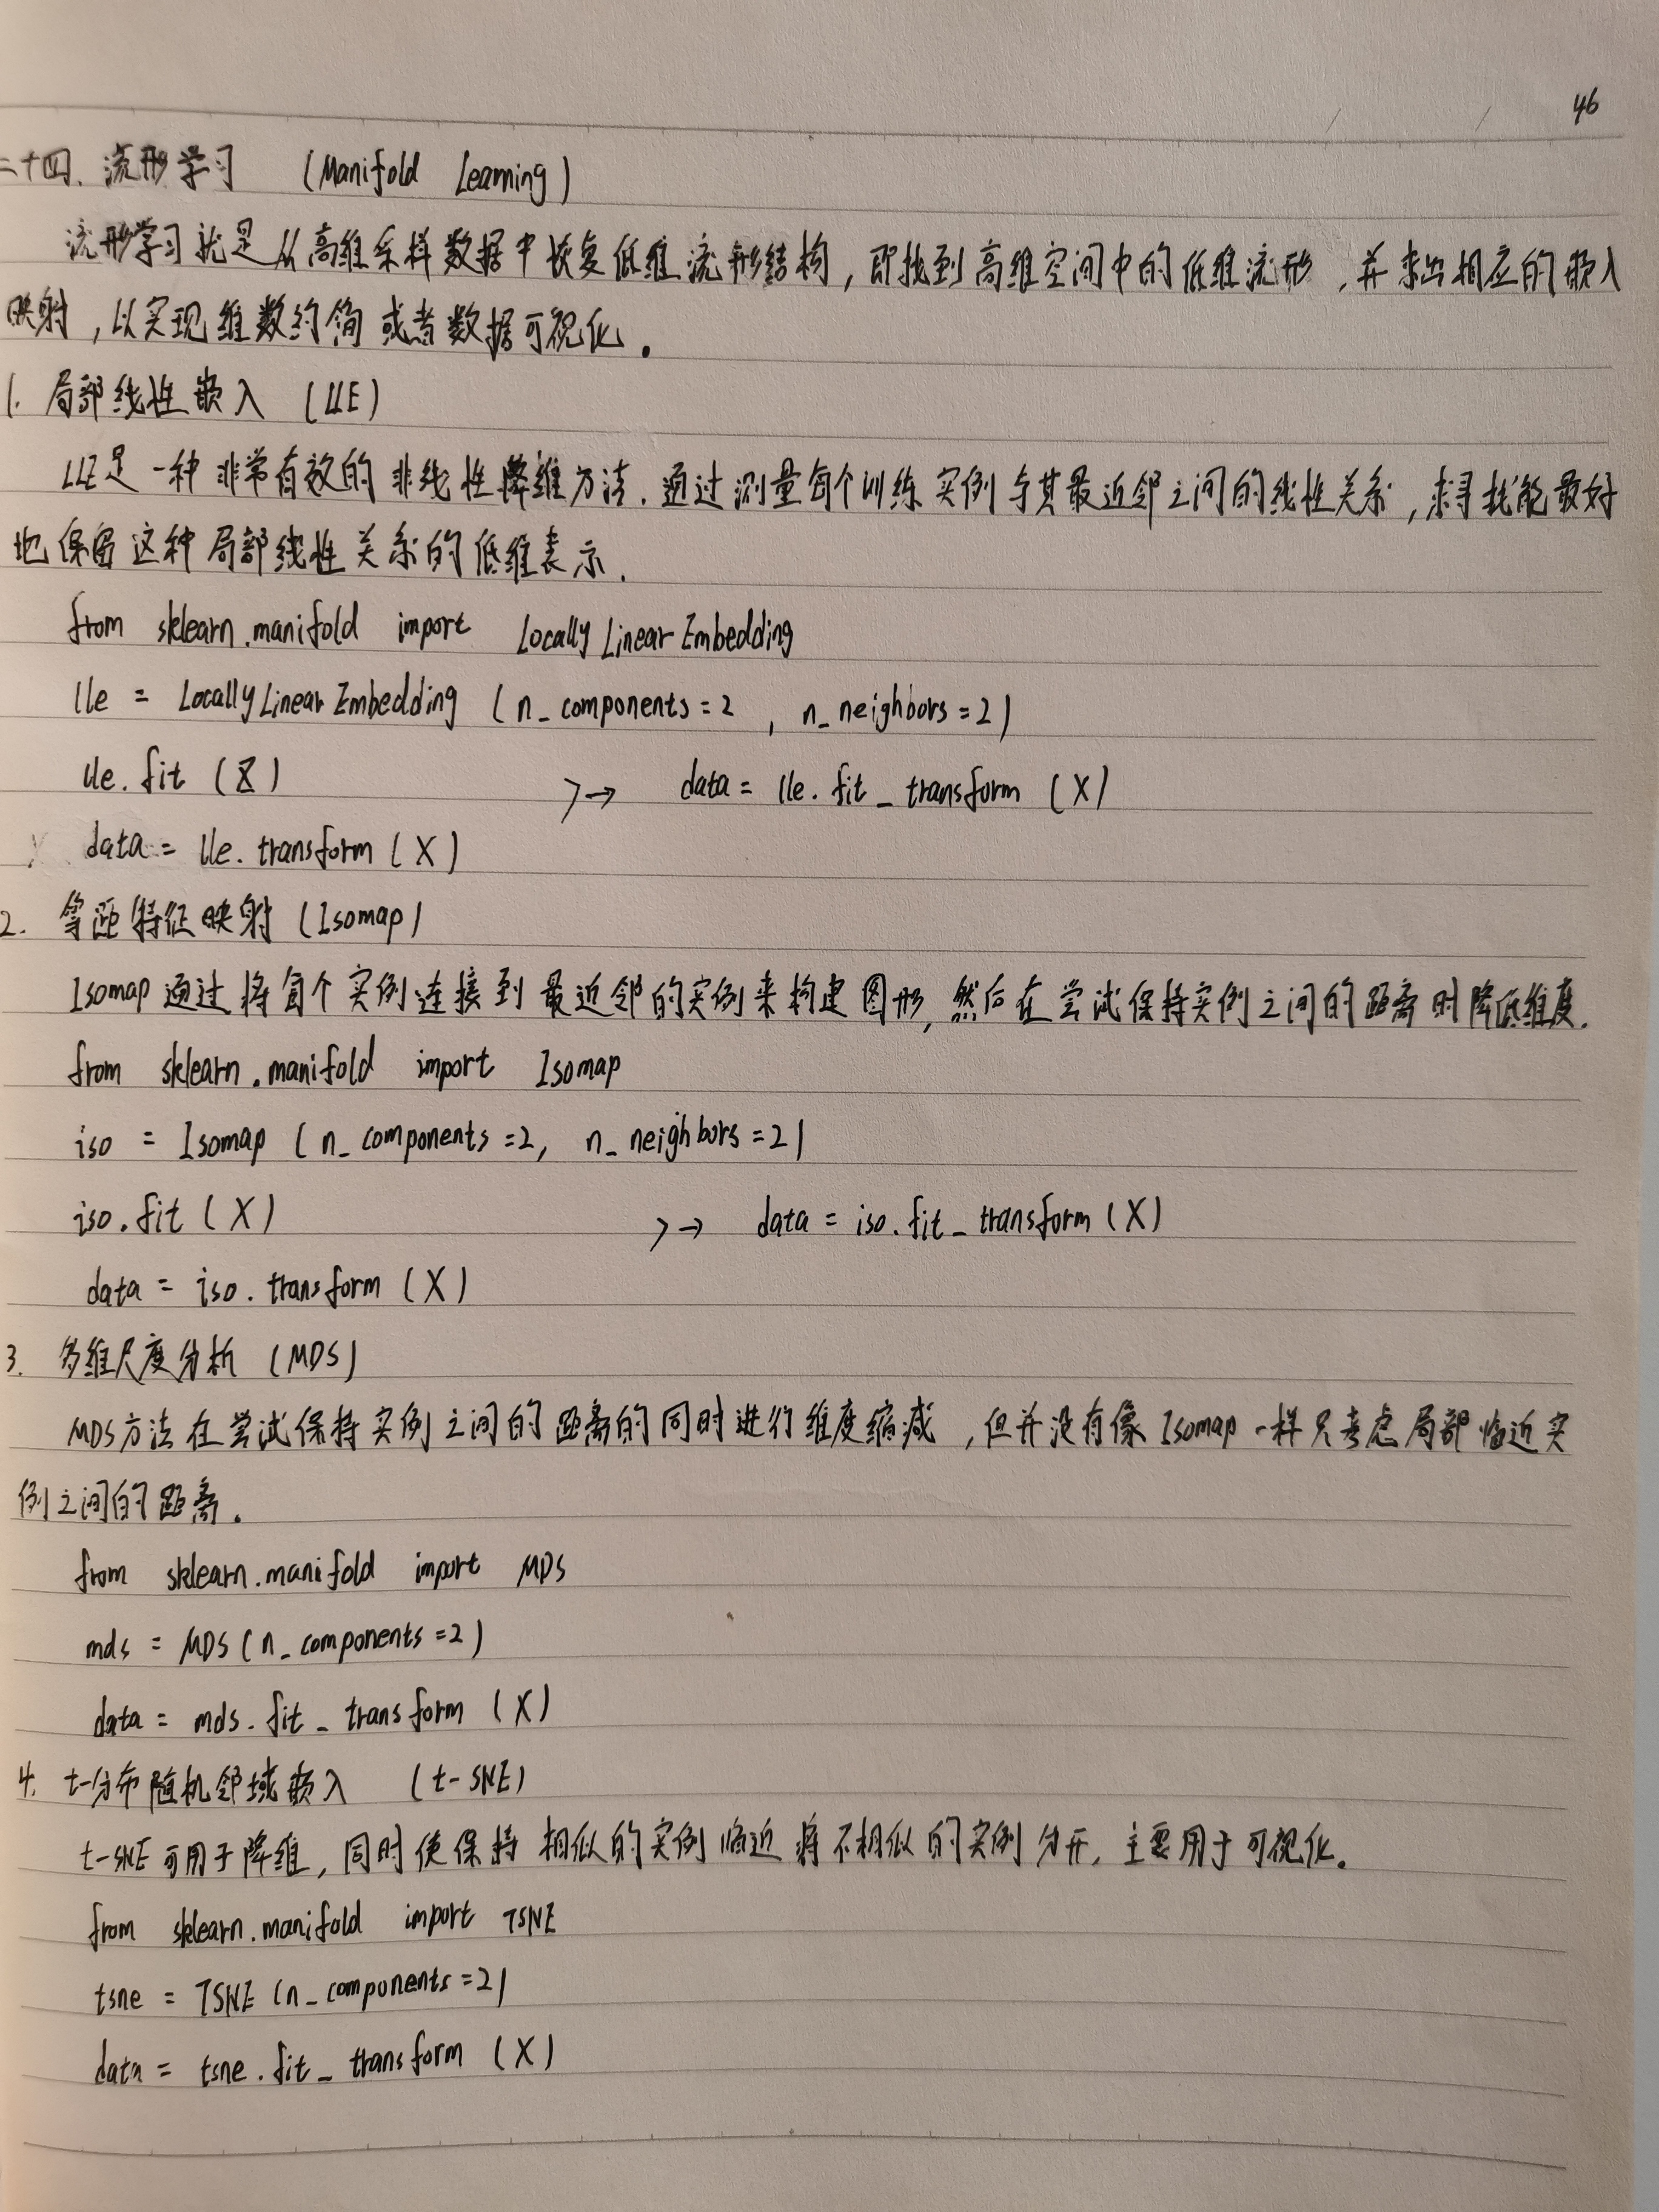 46
二十四. 流形学习 (Manifold Learning)
流形学习就是从高维采样数据中恢复低维流形结构, 即找到高维空间中的低维流形, 并求出相应的嵌入
映射, 以实现维数约简或者数据可视化.
1. 局部线性嵌入 (LLE)
LLE是一种非常有效的非线性降维方法. 通过测量每个训练实例与其最近邻之间的线性关系, 来寻找能最好
地保留这种局部线性关系的低维表示.
from sklearn.manifold import LocallyLinearEmbedding
lle = LocallyLinearEmbedding (n_components=2, n_neighbors=2)
lle.fit (X) }→ data = lle.fit_transform (X)
data = lle.transform (X)
2. 等距特征映射 (Isomap)
Isomap 通过将每个实例连接到最近邻的实例来构建图形, 然后在尝试保持实例之间的距离时降低维度.
from sklearn.manifold import Isomap
iso = Isomap (n_components=2, n_neighbors=2)
iso.fit (X) }→ data = iso.fit_transform (X)
data = iso.transform (X)
3. 多维尺度分析 (MDS)
MDS方法在尝试保持实例之间的距离的同时进行维度缩减, 但并没有像 Isomap 一样只考虑局部临近实
例之间的距离.
from sklearn.manifold import MDS
mds = MDS (n_components=2)
data = mds.fit_transform (X)
4. t-分布随机邻域嵌入 (t-SNE)
t-SNE 可用于降维, 同时使保持相似的实例临近将不相似的实例分开, 主要用于可视化.
from sklearn.manifold import TSNE
tsne = TSNE (n_components=2)
data = tsne.fit_transform (X)